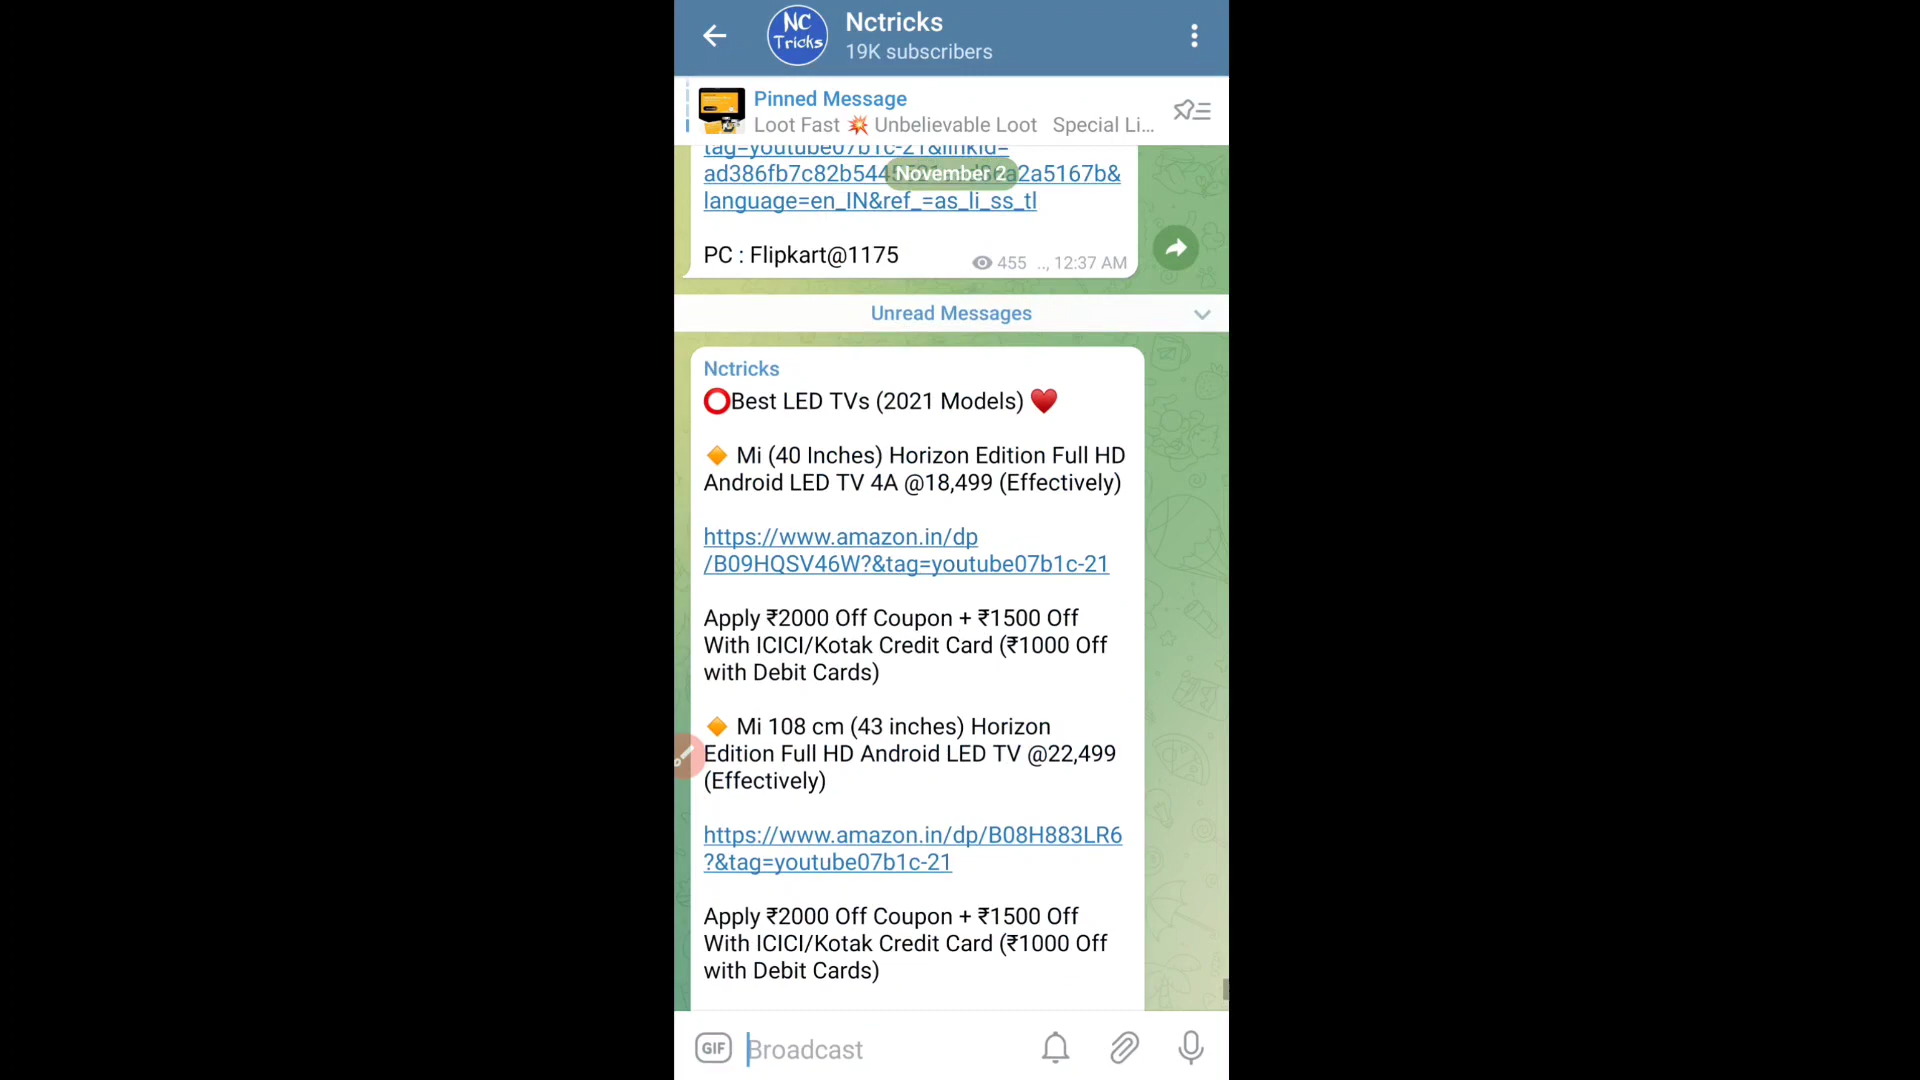 NC
Tricks
Nctricks
19K subscribers
Pinned Message
Loot Fast 💥 Unbelievable Loot Special Li...
tag=youtube07b1c-21&linkId=
ad386fb7c82b544 a2a5167b&
November 2
language=en_IN&ref_=as_li_ss_tl
PC : Flipkart@1175
455 .., 12:37 AM
Unread Messages
Nctricks
⭕Best LED TVs (2021 Models) ♥️
🔶 Mi (40 Inches) Horizon Edition Full HD
Android LED TV 4A @18,499 (Effectively)
https://www.amazon.in/dp
/B09HQSV46W?&tag=youtube07b1c-21
Apply ₹2000 Off Coupon + ₹1500 Off
With ICICI/Kotak Credit Card (₹1000 Off
with Debit Cards)
🔶 Mi 108 cm (43 inches) Horizon
Edition Full HD Android LED TV @22,499
(Effectively)
https://www.amazon.in/dp/B08H883LR6
?&tag=youtube07b1c-21
Apply ₹2000 Off Coupon + ₹1500 Off
With ICICI/Kotak Credit Card (₹1000 Off
with Debit Cards)
GIF
Broadcast